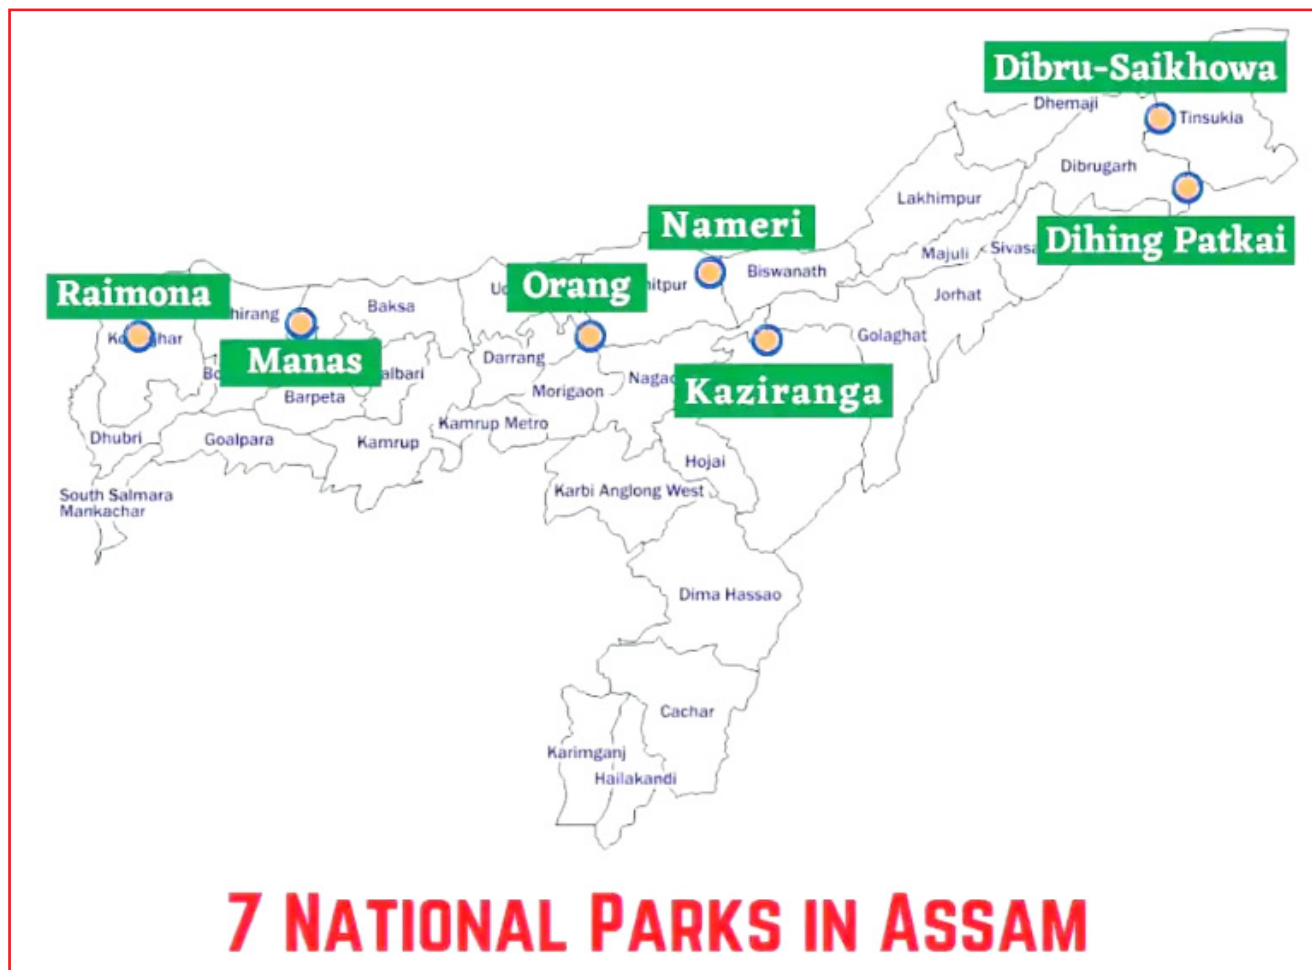 Dibru-Saikhowa
Dhemaji
Tinsukia
Dibrugarh
Lakhimpur
Nameri
Dihing Patkai
Majuli
Biswanath
Raimona
Orang
Jorhat
Baksa
Golaghat
Manas
Darrang
Kaziranga
Morigaon
Barpeta
Kamrup Metro
Dhubri
Goalpara
Kamrup
Hojai
Karbi Anglong West
South Salmara
Mankachar
Dima Hassao
Cachar
Karimganj
Hailakandi
7 National Parks in Assam